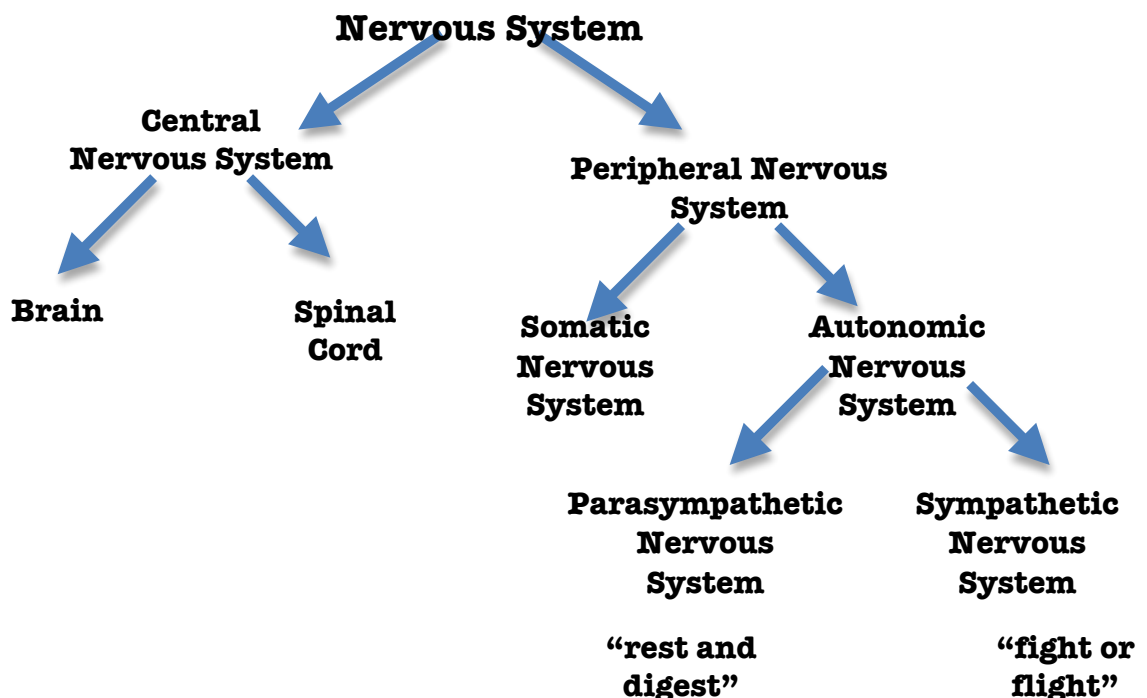 Nervous System
Central
Nervous System
Peripheral Nervous
System
Brain
Spinal
Cord
Somatic
Nervous
System
Autonomic
Nervous
System
Parasympathetic
Nervous
System
Sympathetic
Nervous
System
“rest and
digest”
“fight or
flight”